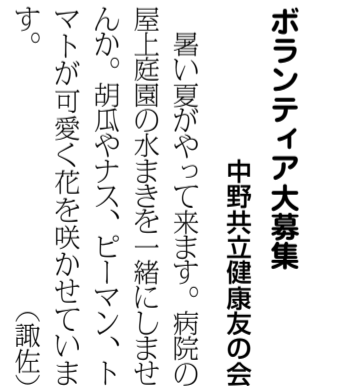 ボランティア大募集
中野共立健康友の会
暑い夏がやって来ます。病院の
屋上庭園の水まきを一緒にしませ
んか。胡瓜やナス、ピーマン、ト
マトが可愛く花を咲かせていま
す。
（諏佐）